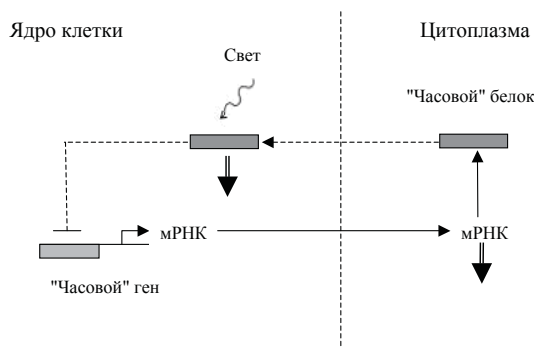 Ядро клетки
Цитоплазма
Свет
"Часовой" белок
мРНК
мРНК
"Часовой" ген